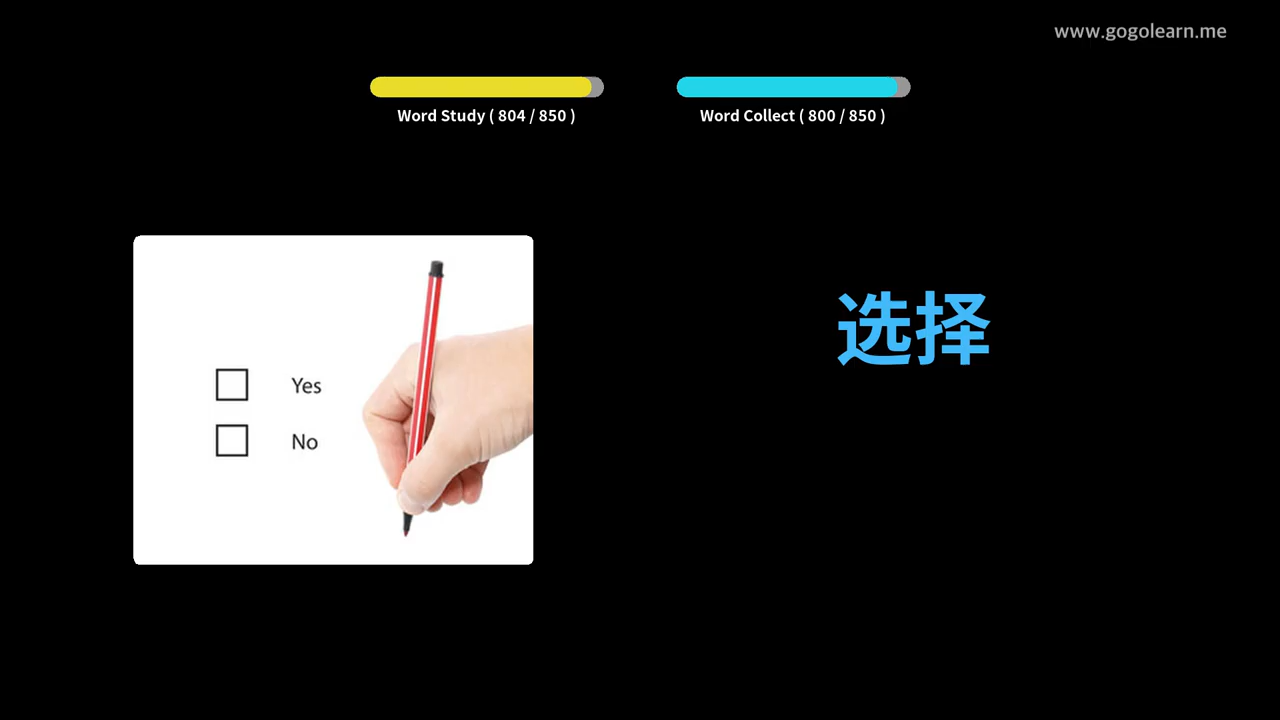 www.gogolearn.me
Word Study ( 804 / 850 )
Word Collect ( 800 / 850 )
Yes
No
选择